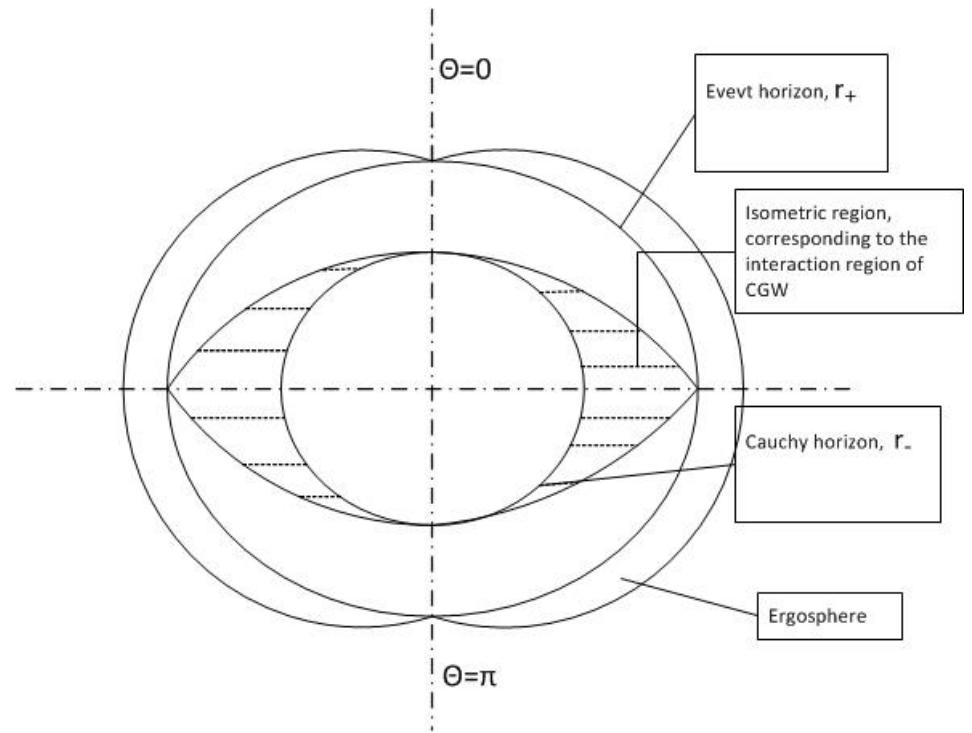 Θ=0
Evevt horizon, r₊
Isometric region,
corresponding to the
interaction region of
CGW
Cauchy horizon, r₋
Ergosphere
Θ=π